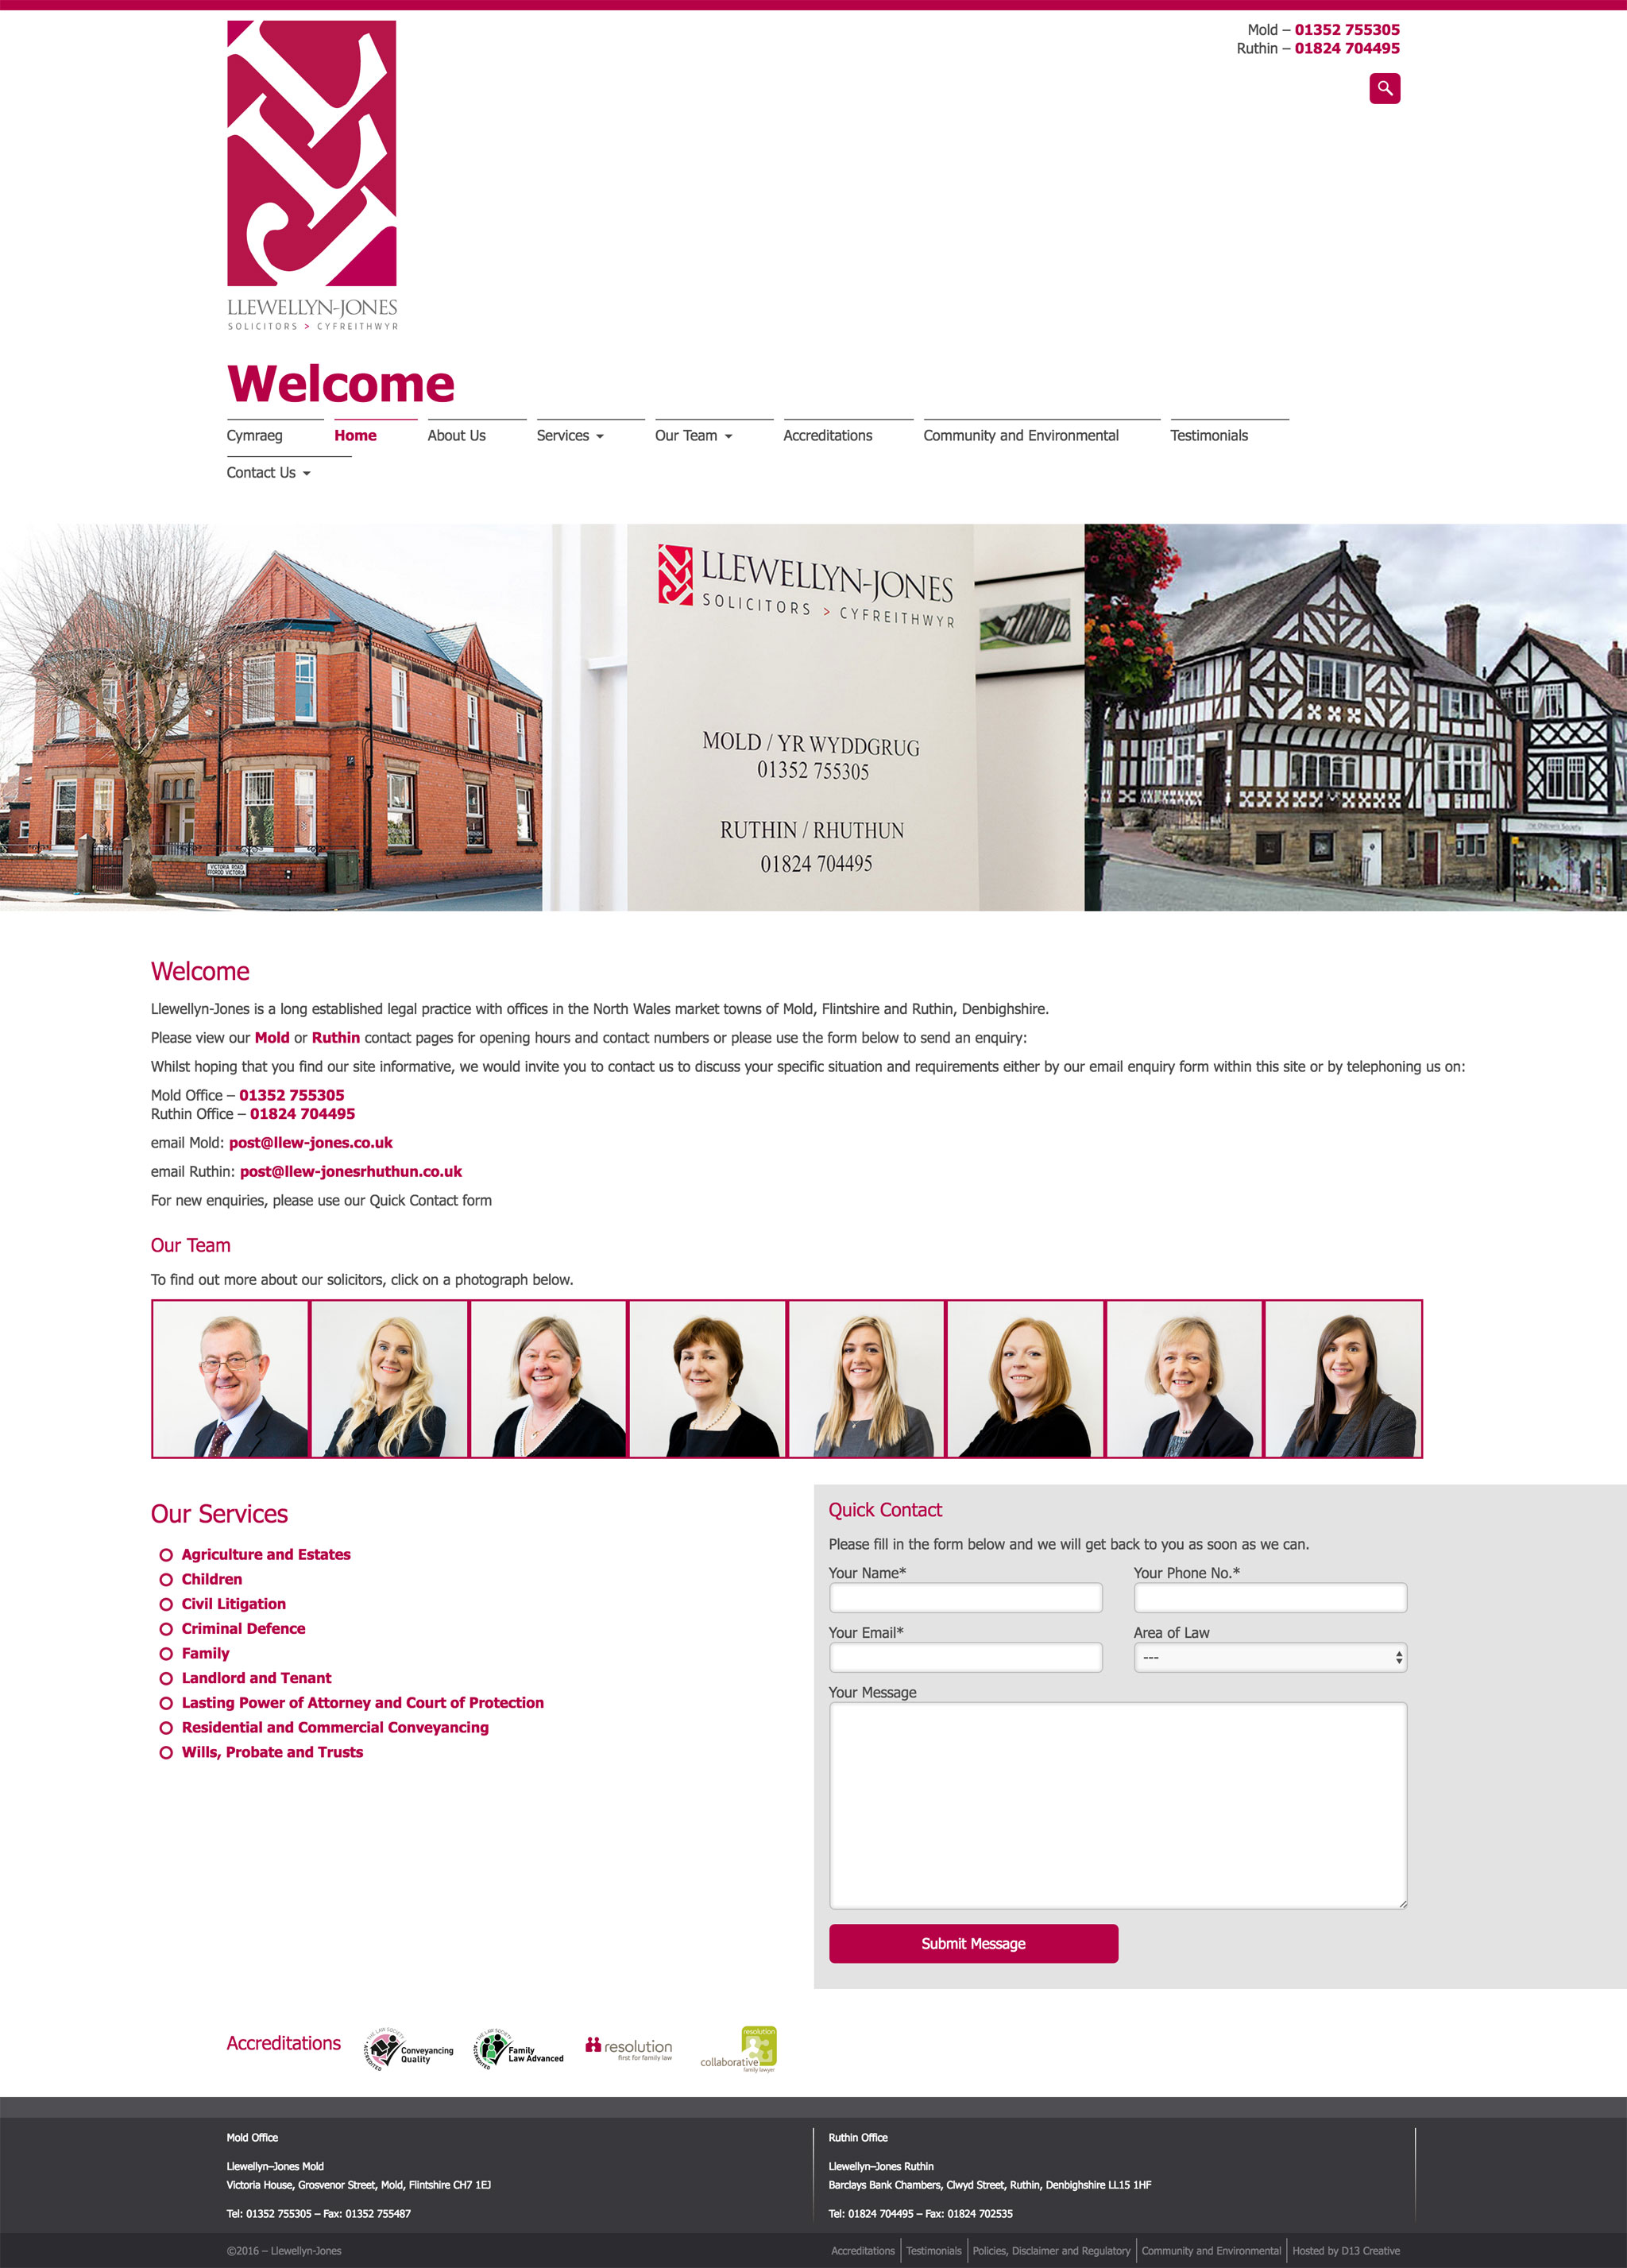 Mold – 01352 755305
Ruthin – 01824 704495
LLEWELLYN-JONES
SOLICITORS > CYFREITHWYR
Welcome
Cymraeg Home About Us Services Our Team Accreditations Community and Environmental Testimonials
Contact Us
LLEWELLYN-JONES
SOLICITORS > CYFREITHWYR
MOLD / YR WYDDGRUG
01352 755305
RUTHIN / RHUTHUN
01824 704495
VICTORIA ROAD
FFORDD VICTORIA
Welcome
Llewellyn-Jones is a long established legal practice with offices in the North Wales market towns of Mold, Flintshire and Ruthin, Denbighshire.
Please view our Mold or Ruthin contact pages for opening hours and contact numbers or please use the form below to send an enquiry:
Whilst hoping that you find our site informative, we would invite you to contact us to discuss your specific situation and requirements either by our email enquiry form within this site or by telephoning us on:
Mold Office – 01352 755305
Ruthin Office – 01824 704495
email Mold: post@llew-jones.co.uk
email Ruthin: post@llew-jonesrhuthun.co.uk
For new enquiries, please use our Quick Contact form
Our Team
To find out more about our solicitors, click on a photograph below.
Our Services
Agriculture and Estates
Children
Civil Litigation
Criminal Defence
Family
Landlord and Tenant
Lasting Power of Attorney and Court of Protection
Residential and Commercial Conveyancing
Wills, Probate and Trusts
Quick Contact
Please fill in the form below and we will get back to you as soon as we can.
Your Name* Your Phone No.*
Your Email* Area of Law
---
Your Message
Submit Message
Accreditations
THE LAW SOCIETY
ACCREDITED
Conveyancing
Quality
THE LAW SOCIETY
ACCREDITED
Family
Law Advanced
resolution
first for family law
resolution
collaborative
family lawyer
Mold Office
Llewellyn–Jones Mold
Victoria House, Grosvenor Street, Mold, Flintshire CH7 1EJ
Tel: 01352 755305 – Fax: 01352 755487
Ruthin Office
Llewellyn–Jones Ruthin
Barclays Bank Chambers, Clwyd Street, Ruthin, Denbighshire LL15 1HF
Tel: 01824 704495 – Fax: 01824 702535
©2016 – Llewellyn-Jones
Accreditations Testimonials Policies, Disclaimer and Regulatory Community and Environmental Hosted by D13 Creative